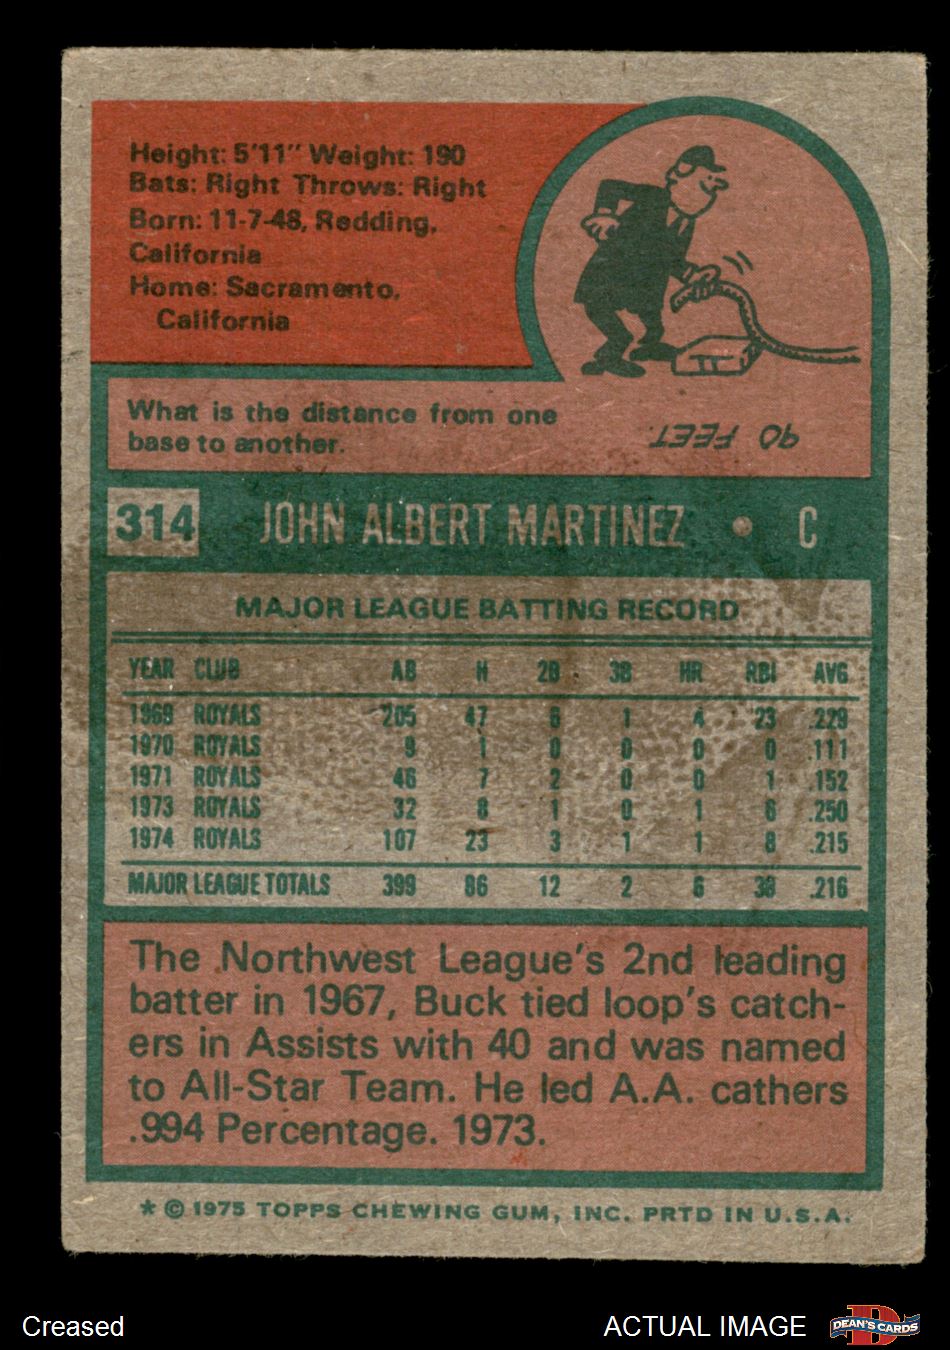 Height: 5'11" Weight: 190
Bats: Right Throws: Right
Born: 11-7-48, Redding,
California
Home: Sacramento,
California
What is the distance from one
base to another.
90 FEET.
314 JOHN ALBERT MARTINEZ • C
MAJOR LEAGUE BATTING RECORD
YEAR CLUB AB H 2B 3B HR RBI AVG
1969 ROYALS 205 47 6 1 4 23 .229
1970 ROYALS 9 1 0 0 0 0 .111
1971 ROYALS 46 7 2 0 0 1 .152
1973 ROYALS 32 8 1 0 1 6 .250
1974 ROYALS 107 23 3 1 1 8 .215
MAJOR LEAGUE TOTALS 399 86 12 2 6 38 .216
The Northwest League's 2nd leading
batter in 1967, Buck tied loop's catch-
ers in Assists with 40 and was named
to All-Star Team. He led A.A. cathers
.994 Percentage. 1973.
* © 1975 TOPPS CHEWING GUM, INC. PRTD IN U.S.A.
Creased
ACTUAL IMAGE
DEAN'S CARDS